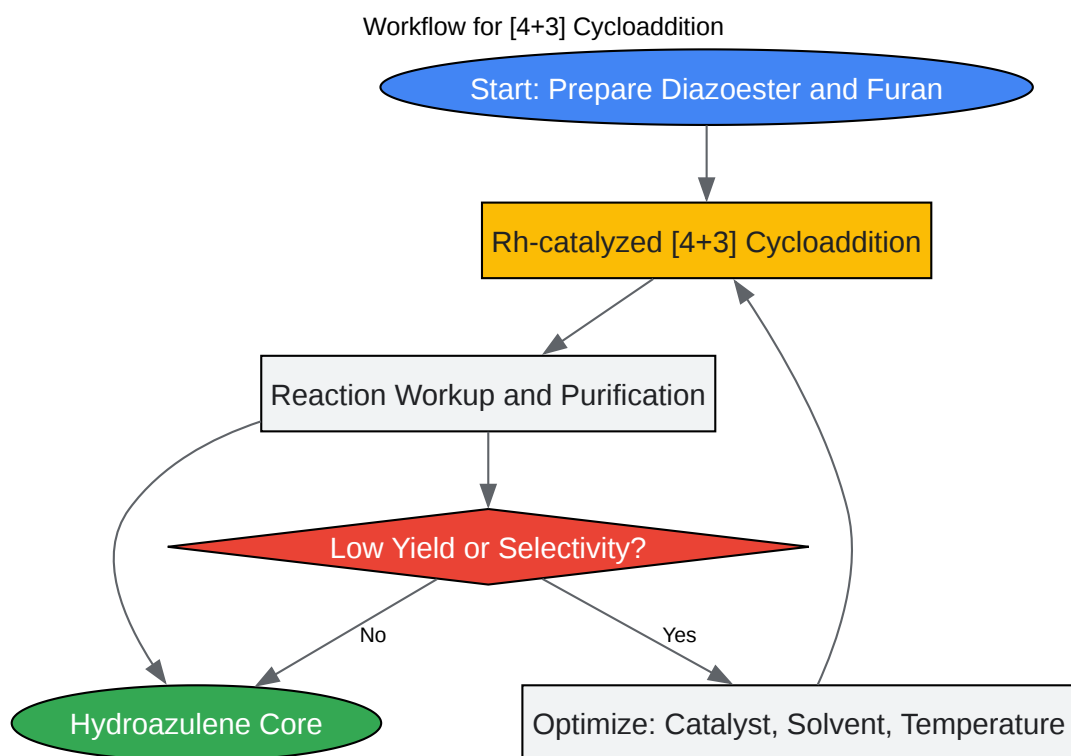 Workflow for [4+3] Cycloaddition
Start: Prepare Diazoester and Furan
Rh-catalyzed [4+3] Cycloaddition
Reaction Workup and Purification
Low Yield or Selectivity?
No
Yes
Hydroazulene Core
Optimize: Catalyst, Solvent, Temperature